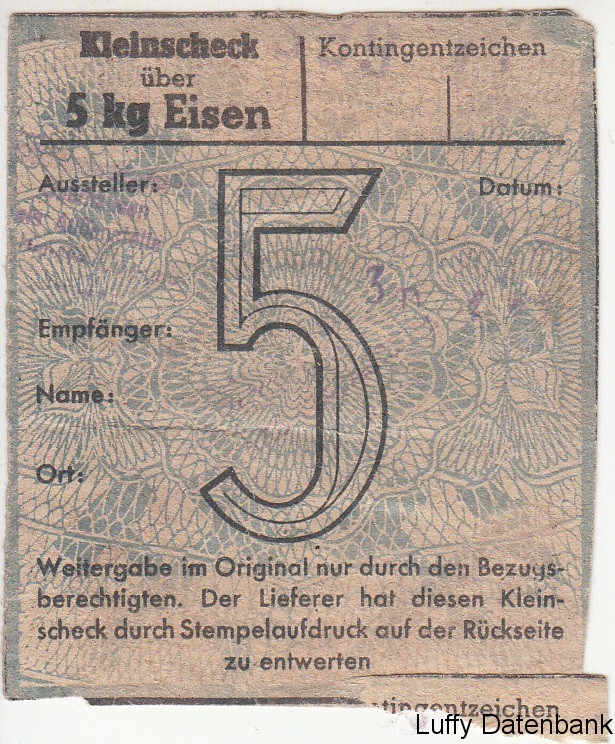 Kleinscheck
über
5 kg Eisen
Kontingentzeichen
Aussteller:
Datum:
5
Empfänger:
Name:
Ort:
Weitergabe im Original nur durch den Bezugs-
berechtigten. Der Lieferer hat diesen Klein-
scheck durch Stempelaufdruck auf der Rückseite
zu entwerten
tingentzeichen
Luffy Datenbank